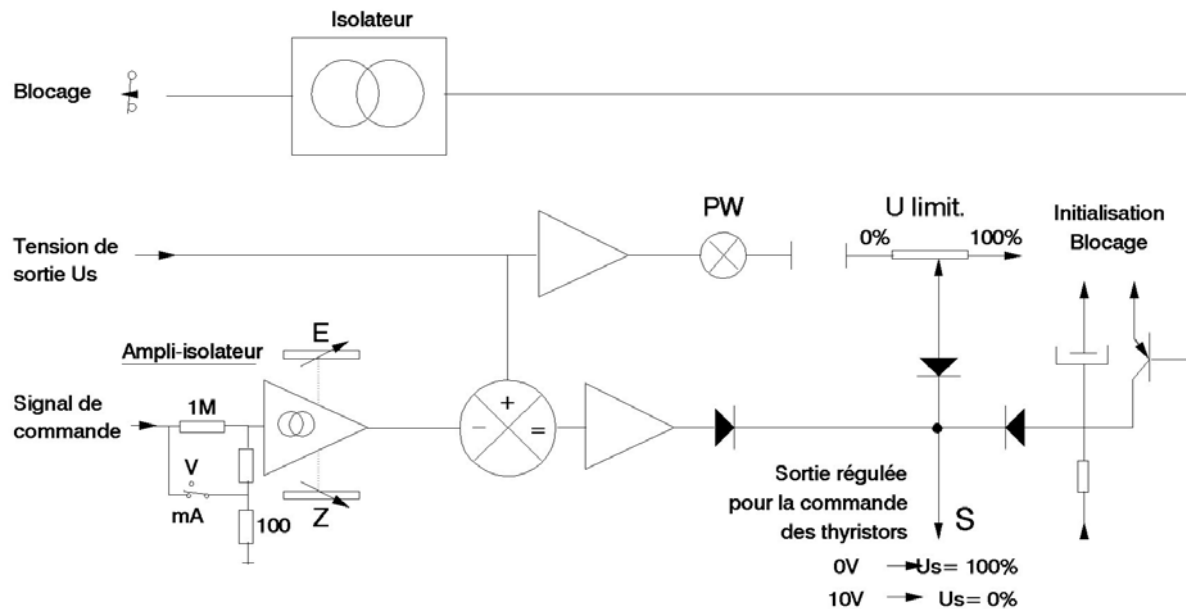 Isolateur
Blocage
PW
U limit.
0%
100%
Initialisation
Blocage
Tension de
sortie Us
E
Ampli-isolateur
Signal de
commande
1M
+
-
=
V
mA
100
Z
Sortie régulée
pour la commande
des thyristors
S
0V Us= 100%
10V Us= 0%